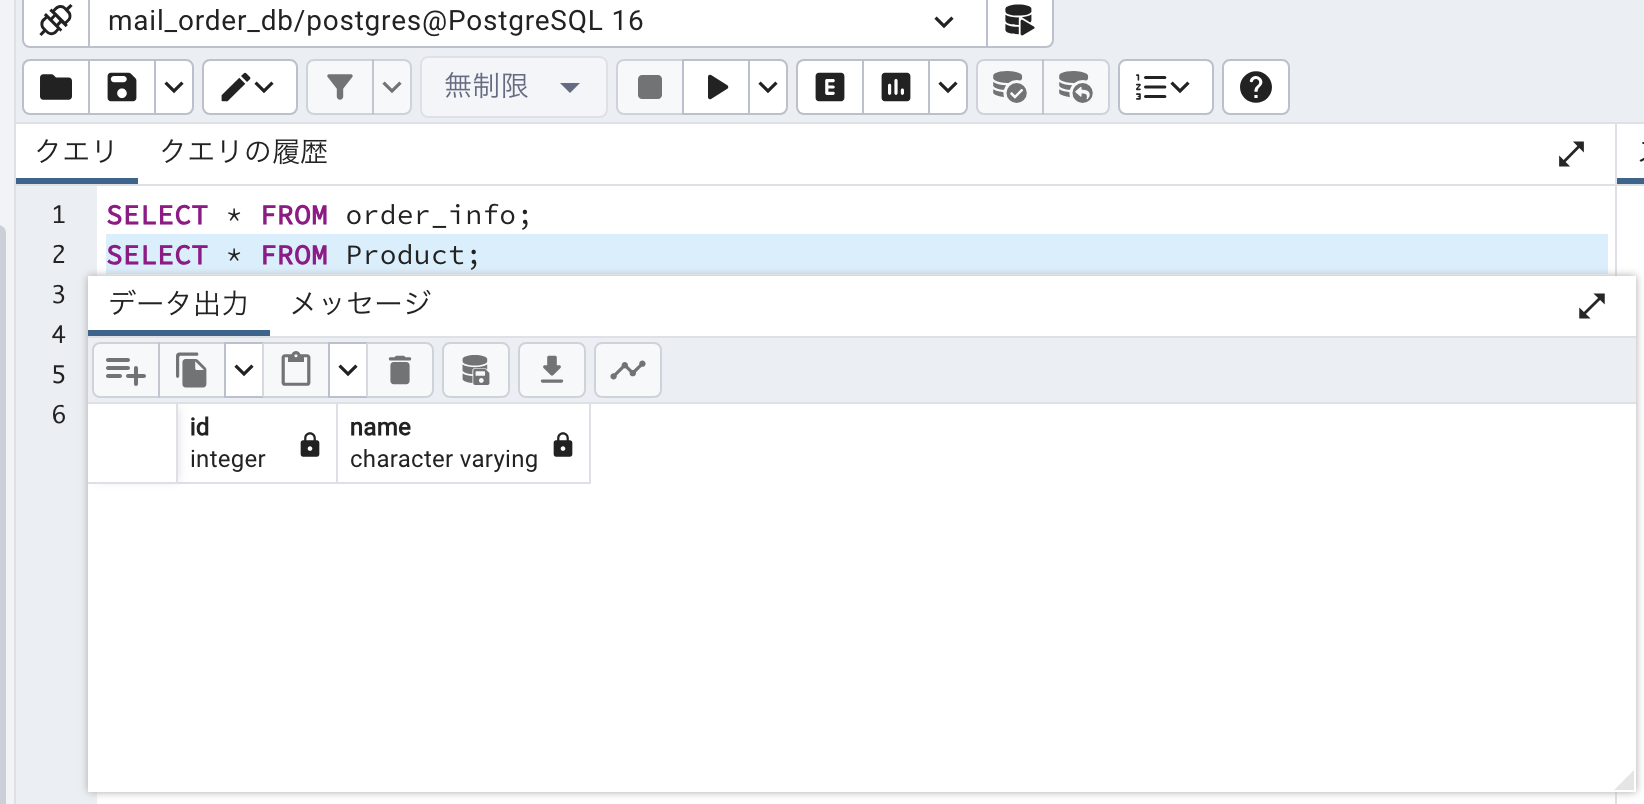 mail_order_db/postgres@PostgreSQL 16
無制限
E
クエリ クエリの履歴
1 SELECT * FROM order_info;
2 SELECT * FROM Product;
3
4
5
6
データ出力 メッセージ
id
integer
name
character varying